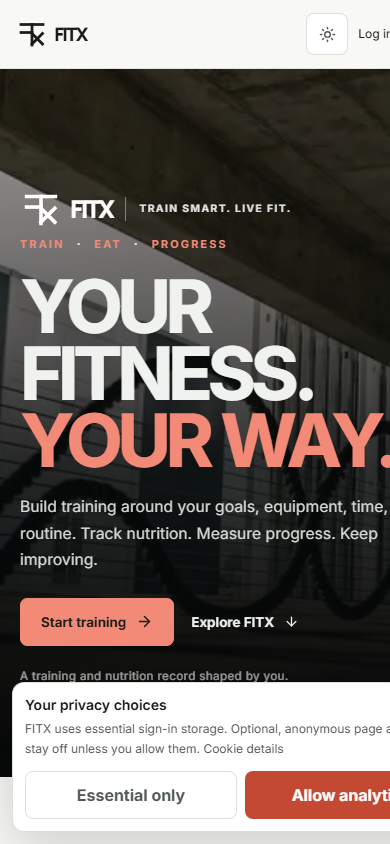 FITX
Log in
FITX TRAIN SMART. LIVE FIT.
TRAIN · EAT · PROGRESS
YOUR
FITNESS.
YOUR WAY.
Build training around your goals, equipment, time,
routine. Track nutrition. Measure progress. Keep
improving.
Start training → Explore FITX ↓
A training and nutrition record shaped by you.
Your privacy choices
FITX uses essential sign-in storage. Optional, anonymous page
stay off unless you allow them. Cookie details
Essential only
Allow